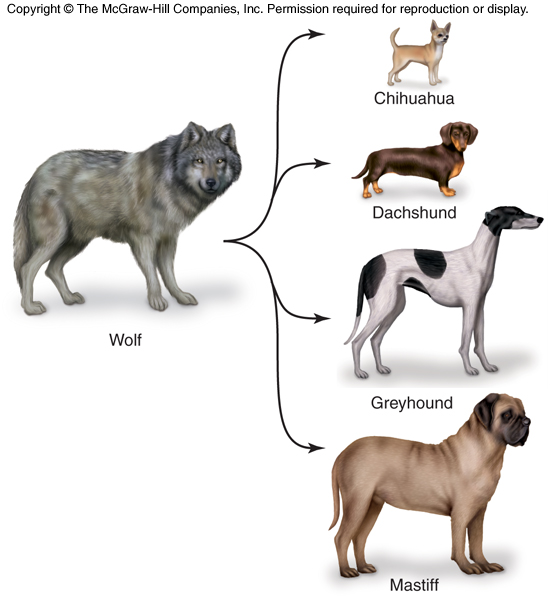 Copyright © The McGraw-Hill Companies, Inc. Permission required for reproduction or display.
Chihuahua
Dachshund
Wolf
Greyhound
Mastiff